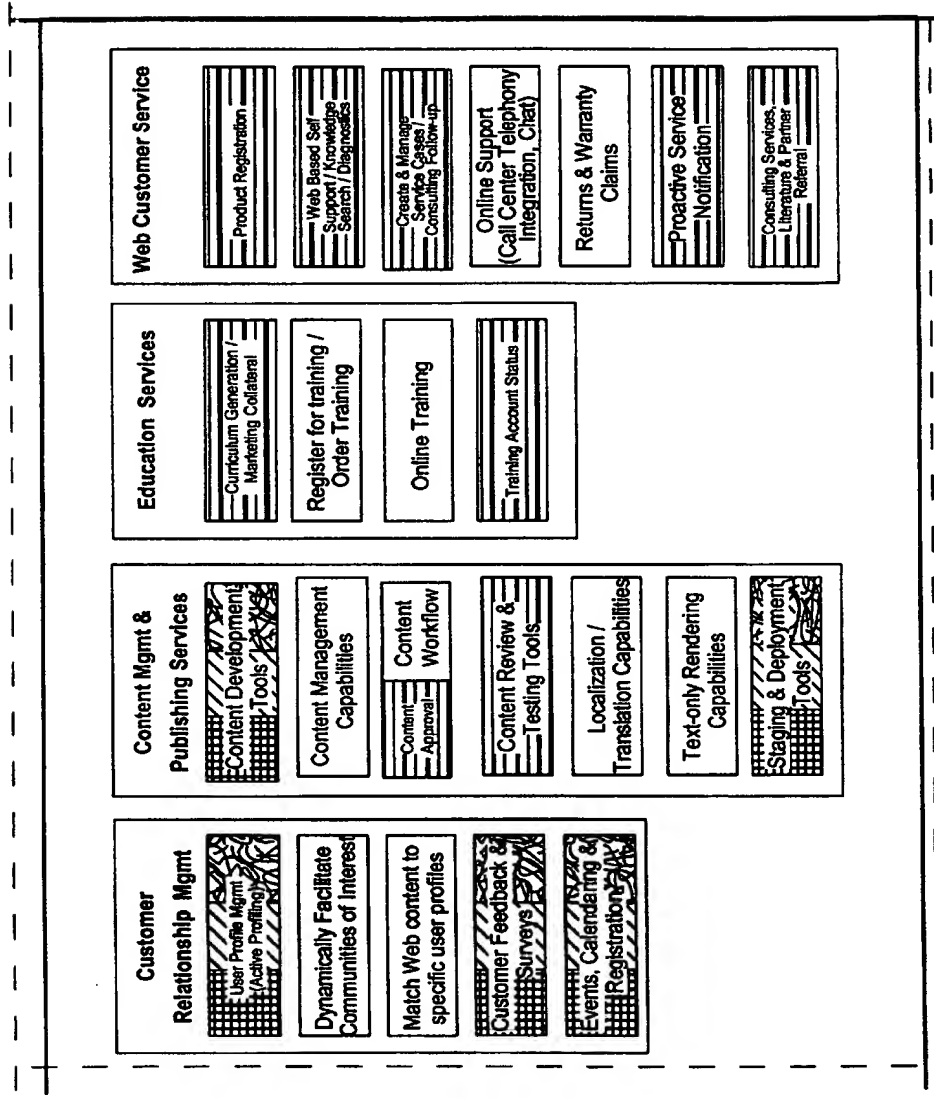 Web Customer Service
Product Registration
Web Based Self
Support / Knowledge
Search / Diagnostics
Create & Manage
Service Cases /
Consulting Follow-up
Online Support
(Call Center Telephony
Integration, Chat)
Returns & Warranty
Claims
Proactive Service
Notification
Consulting Services,
Literature & Partner
Referral
Education Services
Curriculum Generation /
Marketing Collateral
Register for training /
Order Training
Online Training
Training Account Status
Content Mgmt &
Publishing Services
Content Development
Tools
Content Management
Capabilities
Content
Approval
Content
Workflow
Content Review &
Testing Tools
Localization /
Translation Capabilities
Text-only Rendering
Capabilities
Staging & Deployment
Tools
Customer
Relationship Mgmt
User Profile Mgmt
(Active Profiling)
Dynamically Facilitate
Communities of Interest
Match Web content to
specific user profiles
Customer Feedback &
Surveys
Events, Calendaring &
Registration